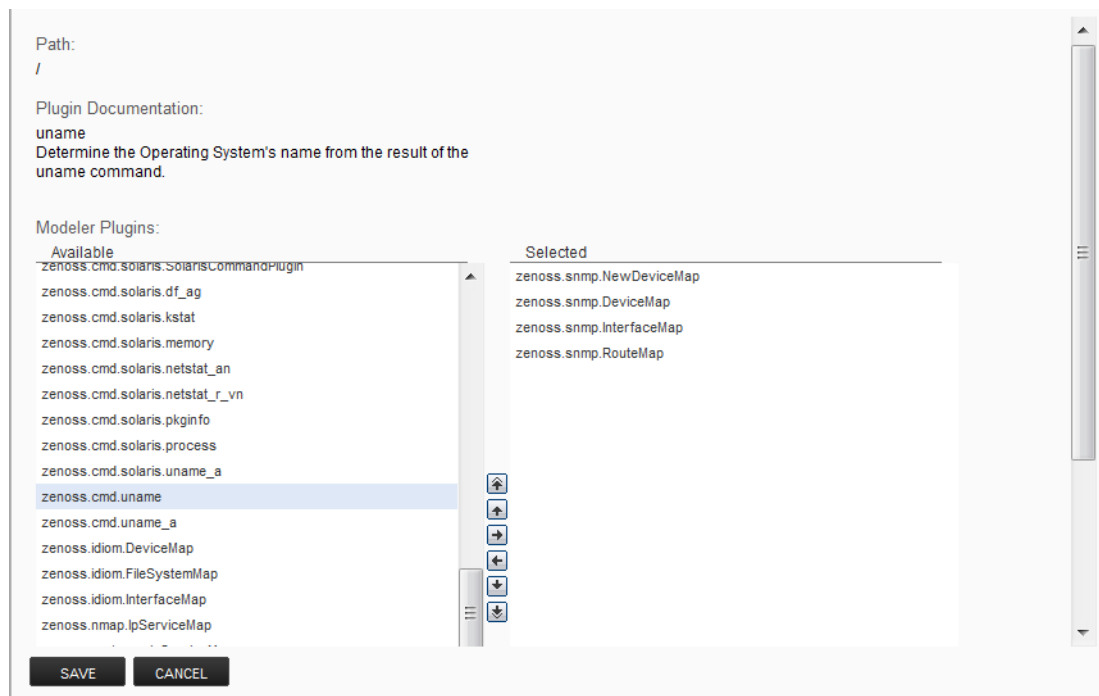 Path:
/
Plugin Documentation:
uname
Determine the Operating System's name from the result of the
uname command.
Modeler Plugins:
Available
Selected
zenoss.cmd.solaris.SolarisCommandPlugin
zenoss.cmd.solaris.df_ag
zenoss.cmd.solaris.kstat
zenoss.cmd.solaris.memory
zenoss.cmd.solaris.netstat_an
zenoss.cmd.solaris.netstat_r_vn
zenoss.cmd.solaris.pkginfo
zenoss.cmd.solaris.process
zenoss.cmd.solaris.uname_a
zenoss.cmd.uname
zenoss.cmd.uname_a
zenoss.idiom.DeviceMap
zenoss.idiom.FileSystemMap
zenoss.idiom.InterfaceMap
zenoss.nmap.IpServiceMap
zenoss.snmp.NewDeviceMap
zenoss.snmp.DeviceMap
zenoss.snmp.InterfaceMap
zenoss.snmp.RouteMap
SAVE
CANCEL